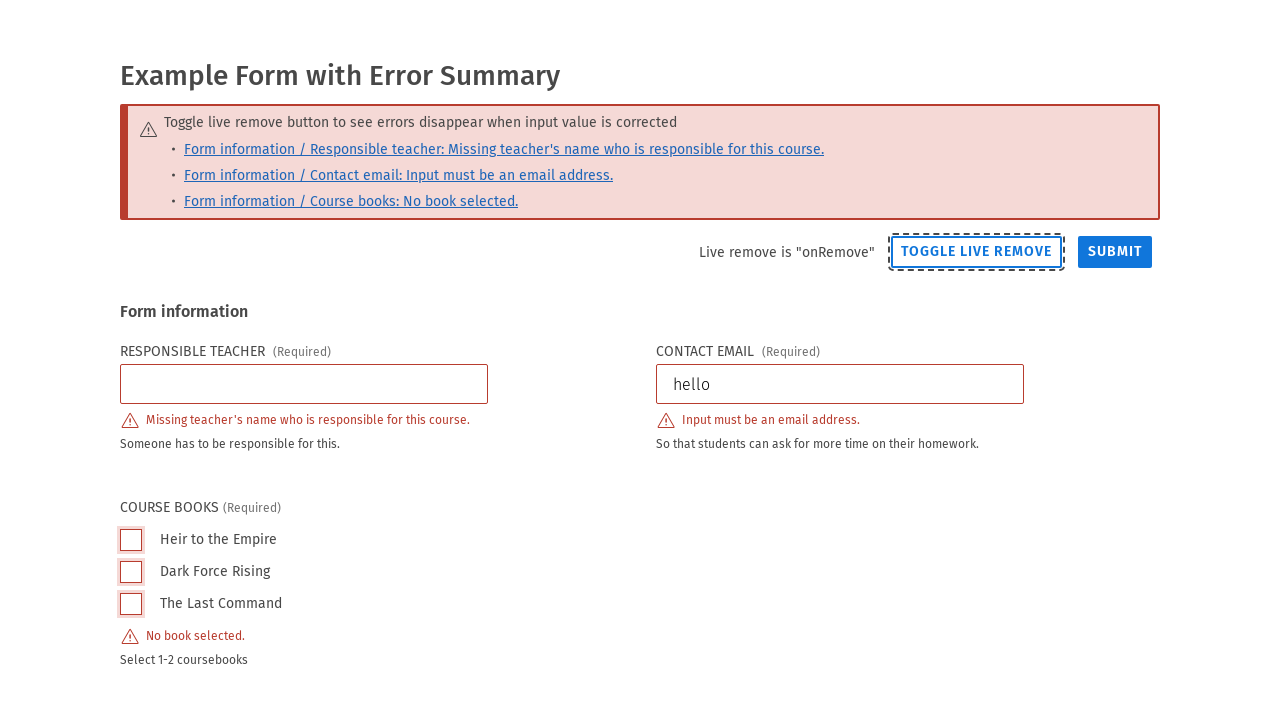 Example Form with Error Summary
Toggle live remove button to see errors disappear when input value is corrected
• Form information / Responsible teacher: Missing teacher's name who is responsible for this course.
• Form information / Contact email: Input must be an email address.
• Form information / Course books: No book selected.
Live remove is "onRemove" TOGGLE LIVE REMOVE SUBMIT
Form information
RESPONSIBLE TEACHER (Required)
Missing teacher's name who is responsible for this course.
Someone has to be responsible for this.
CONTACT EMAIL (Required)
hello
Input must be an email address.
So that students can ask for more time on their homework.
COURSE BOOKS (Required)
Heir to the Empire
Dark Force Rising
The Last Command
No book selected.
Select 1-2 coursebooks